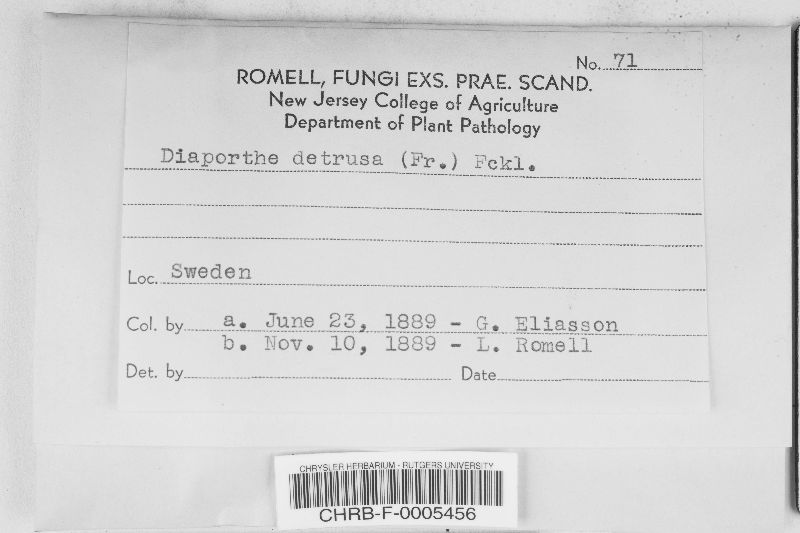 No. 71
ROMELL, FUNGI EXS. PRAE. SCAND.
New Jersey College of Agriculture
Department of Plant Pathology
Diaporthe detrusa (Fr.) Fckl.
Loc. Sweden
Col. by a. June 23, 1889 - G. Eliasson
b. Nov. 10, 1889 - L. Romell
Det. by Date
CHRYSLER HERBARIUM - RUTGERS UNIVERSITY
CHRB-F-0005456